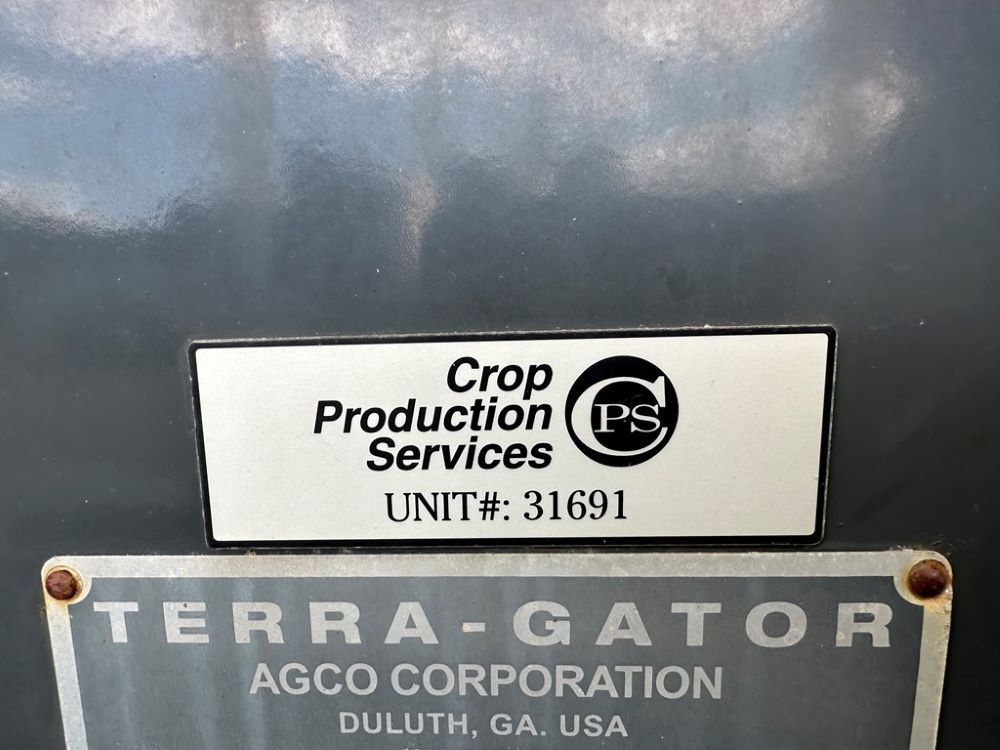 Crop
Production
Services
CPS
UNIT#: 31691
TERRA-GATOR
AGCO CORPORATION
DULUTH, GA. USA